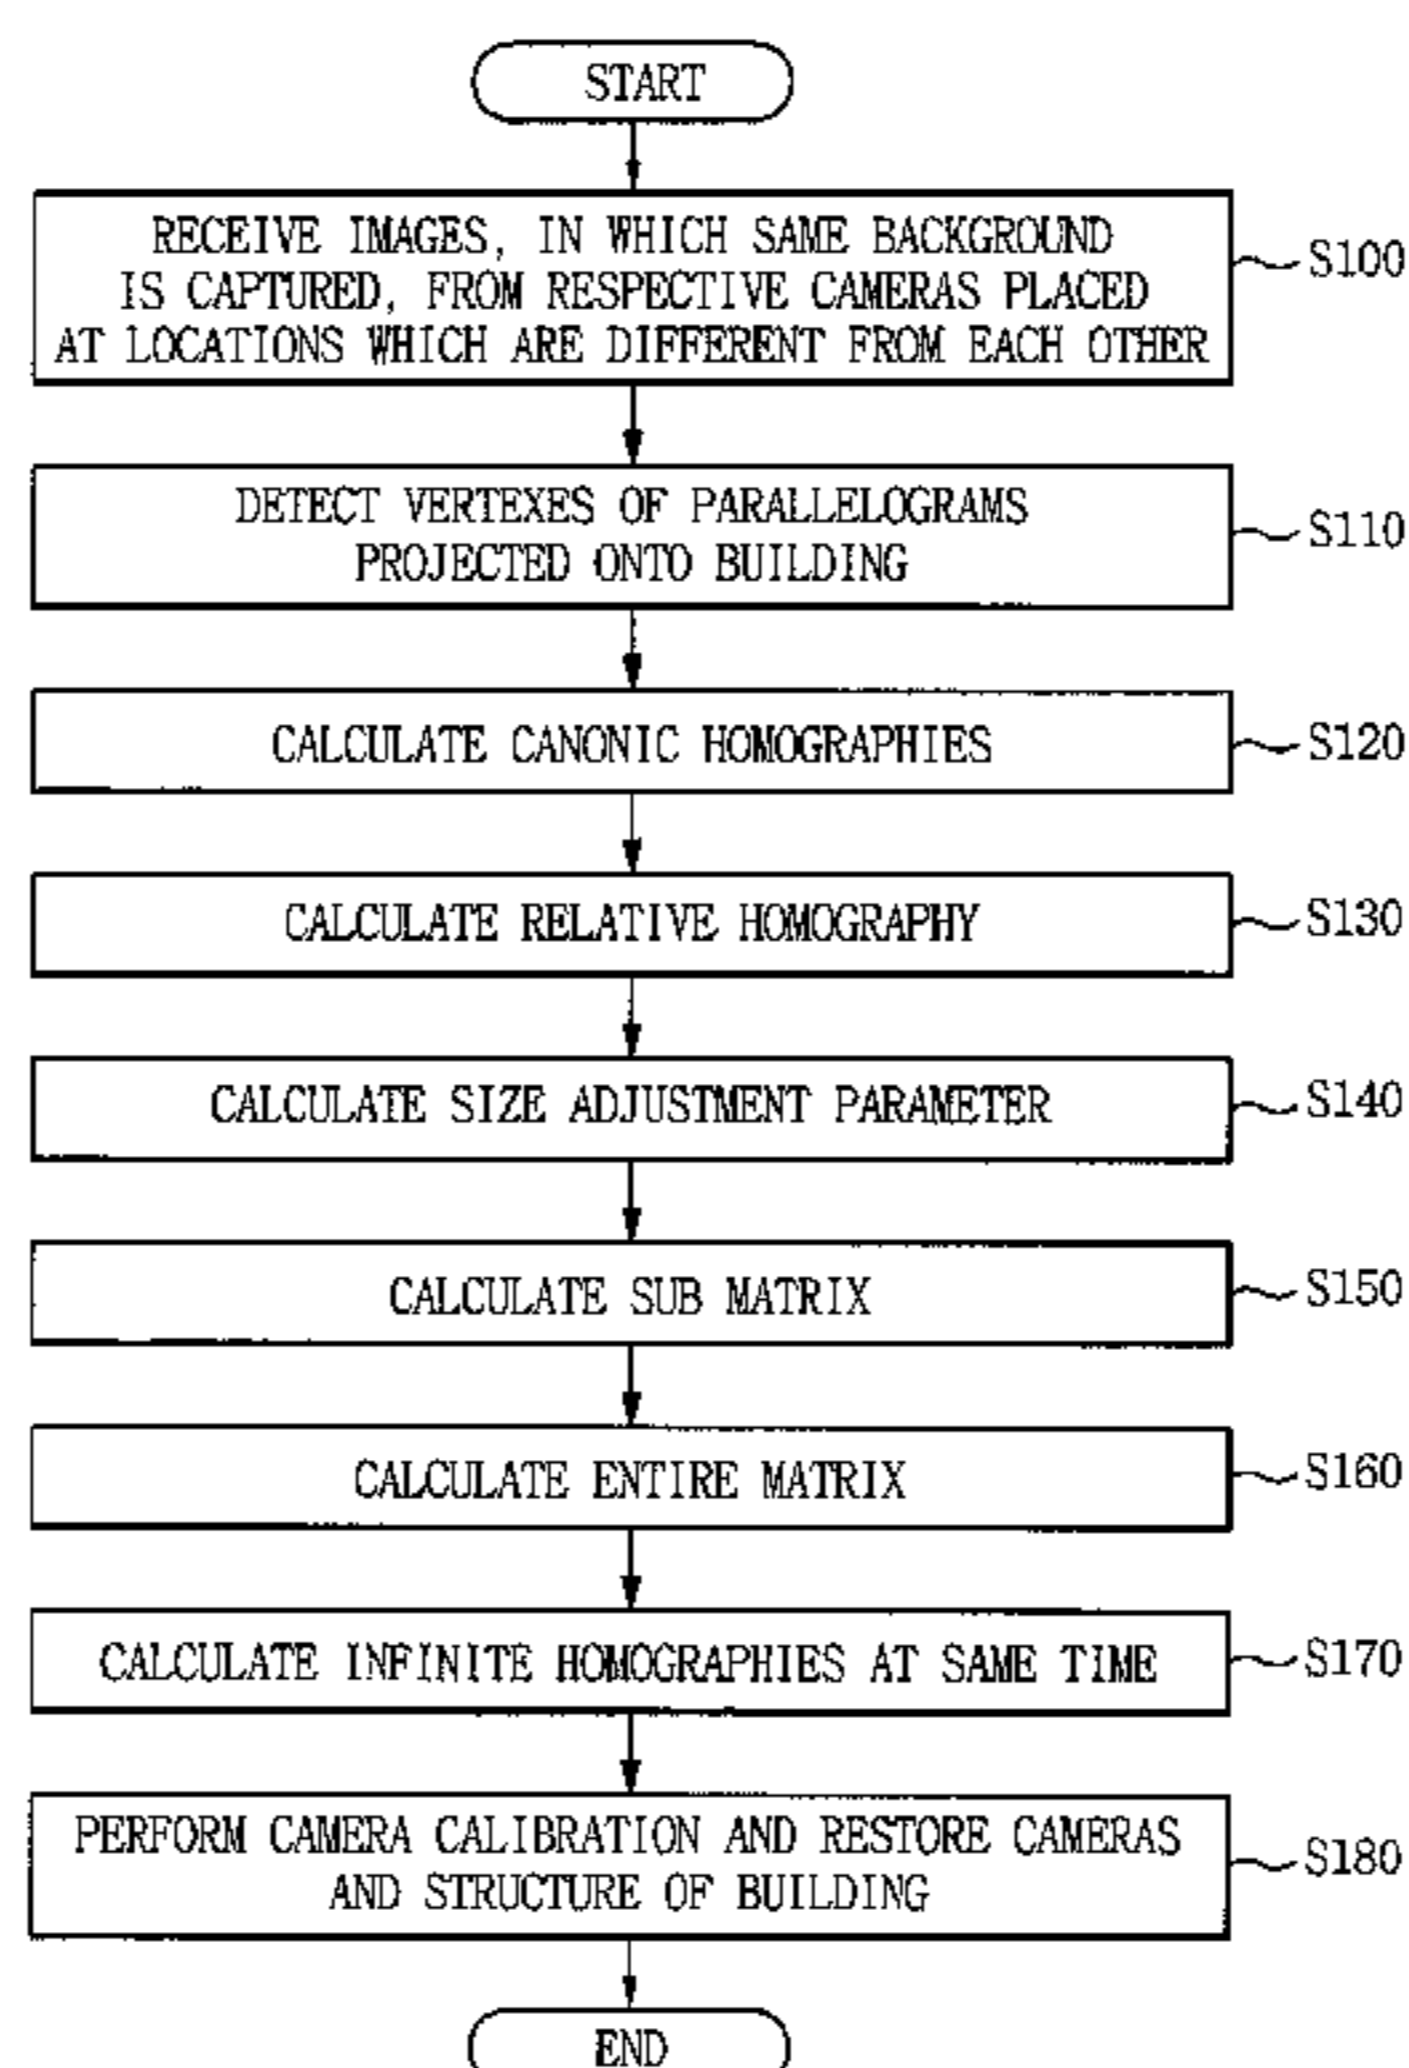 START
RECEIVE IMAGES, IN WHICH SAME BACKGROUND
IS CAPTURED, FROM RESPECTIVE CAMERAS PLACED
AT LOCATIONS WHICH ARE DIFFERENT FROM EACH OTHER
S100
DETECT VERTEXES OF PARALLELOGRAMS
PROJECTED ONTO BUILDING
S110
CALCULATE CANONIC HOMOGRAPHIES
S120
CALCULATE RELATIVE HOMOGRAPHY
S130
CALCULATE SIZE ADJUSTMENT PARAMETER
S140
CALCULATE SUB MATRIX
S150
CALCULATE ENTIRE MATRIX
S160
CALCULATE INFINITE HOMOGRAPHIES AT SAME TIME
S170
PERFORM CAMERA CALIBRATION AND RESTORE CAMERAS
AND STRUCTURE OF BUILDING
S180
END